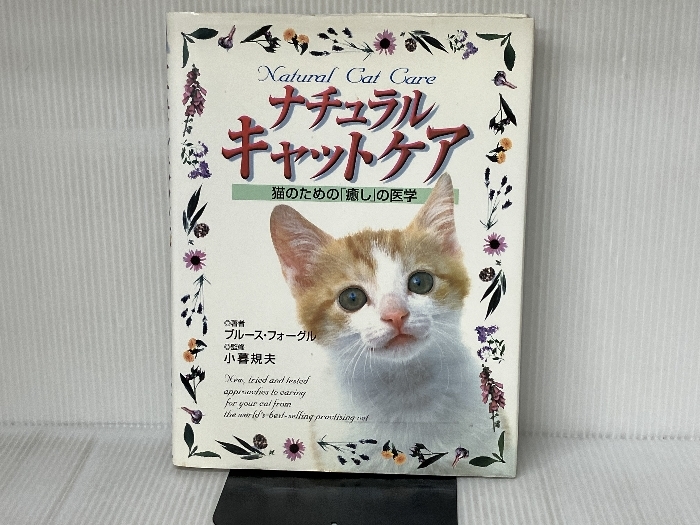 Natural Cat Care
ナチュラル
キャットケア
猫のための「癒し」の医学
◎著者
ブルース・フォーグル
◎監修
小暮規夫
New, tried and tested
approaches to caring
for your cat from
the world's-best-selling practising vet